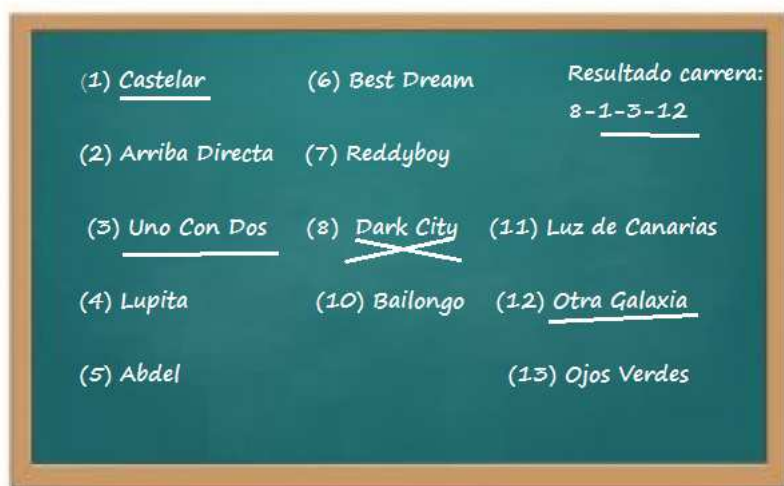 (1) Castelar
(2) Arriba Directa
(3) Uno Con Dos
(4) Lupita
(5) Abdel
(6) Best Dream
(7) Reddyboy
(8) Dark City
(10) Bailongo
Resultado carrera:
8-1-3-12
(11) Luz de Canarias
(12) Otra Galaxia
(13) Ojos Verdes